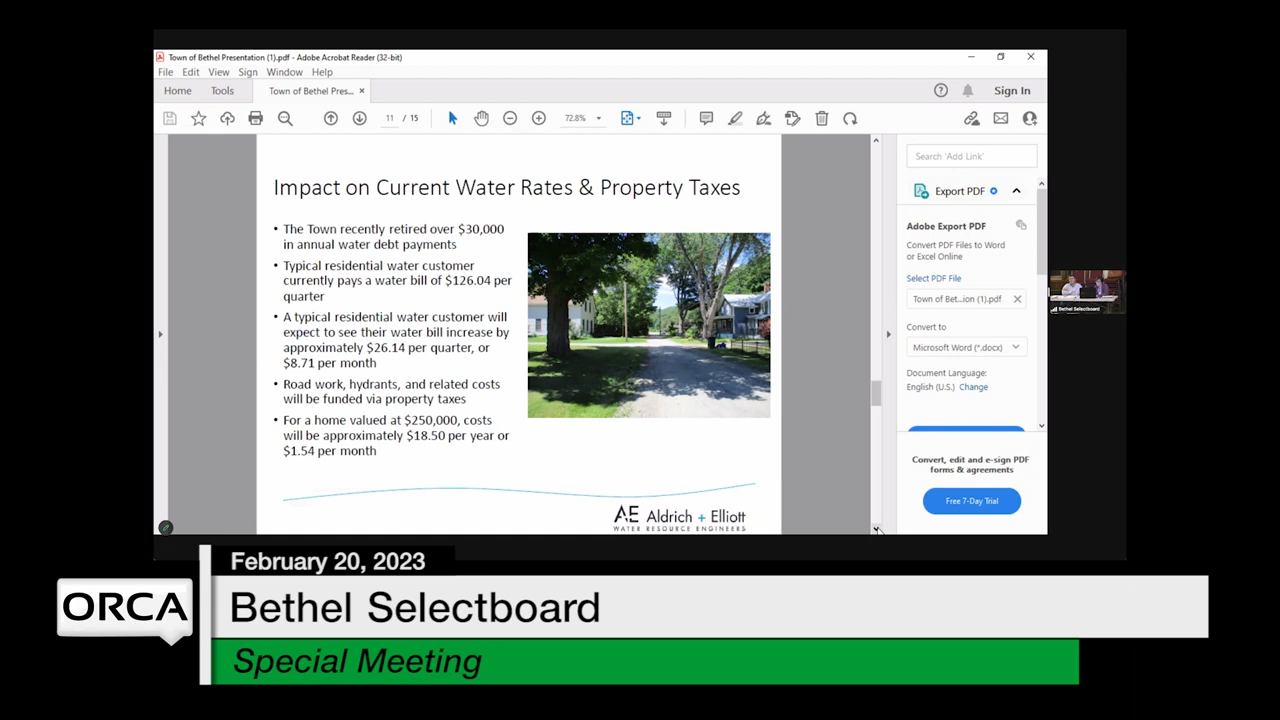 Town of Bethel Presentation (1).pdf - Adobe Acrobat Reader (32-bit)
File Edit View Sign Window Help
Home Tools Town of Bethel Pres... × Sign In
11 / 15 72.8%
Search 'Add Link'
Export PDF
Adobe Export PDF
Convert PDF Files to Word
or Excel Online
Select PDF File
Town of Bet...ion (1).pdf
Convert to
Microsoft Word (*.docx)
Document Language:
English (U.S.) Change
Convert, edit and e-sign PDF
forms & agreements
Free 7-Day Trial
Impact on Current Water Rates & Property Taxes
• The Town recently retired over $30,000
in annual water debt payments
• Typical residential water customer
currently pays a water bill of $126.04 per
quarter
• A typical residential water customer will
expect to see their water bill increase by
approximately $26.14 per quarter, or
$8.71 per month
• Road work, hydrants, and related costs
will be funded via property taxes
• For a home valued at $250,000, costs
will be approximately $18.50 per year or
$1.54 per month
AE Aldrich + Elliott
WATER RESOURCE ENGINEERS
Bethel Selectboard
February 20, 2023
ORCA
Bethel Selectboard
Special Meeting